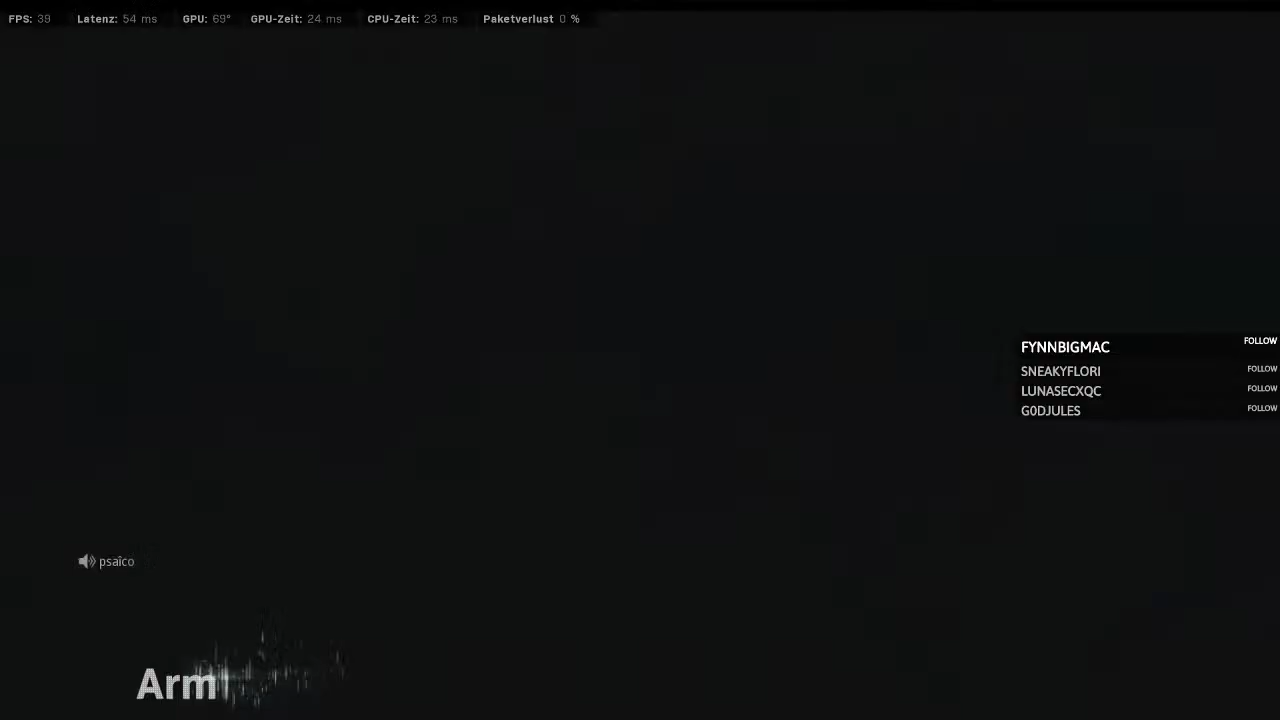 FPS: 39 Latenz: 54 ms GPU: 69° GPU-Zeit: 24 ms CPU-Zeit: 23 ms Paketverlust 0 %
FYNNBIGMAC FOLLOW
SNEAKYFLORI FOLLOW
LUNASECXQC FOLLOW
G0DJULES FOLLOW
psaico
Arm